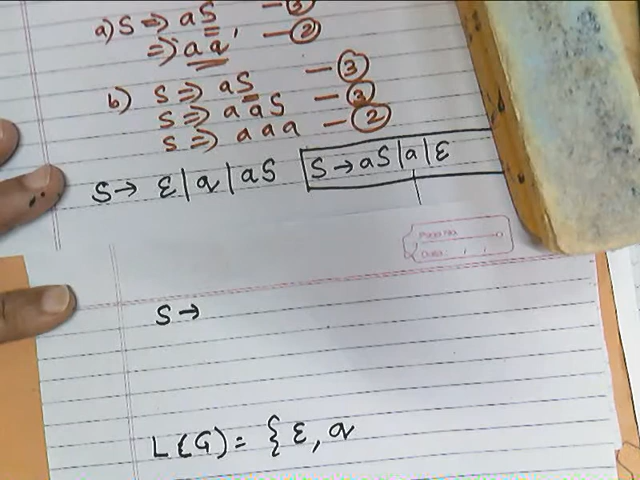 a) S ⇒ aS — 3
⇒ aa — 2
b) S ⇒ aS — 3
S ⇒ aaS — 3
S ⇒ aaa — 2
S → ε | a | aS
S → aS | a | ε
Page No.
Date: / /
S →
L(G) = { ε, a